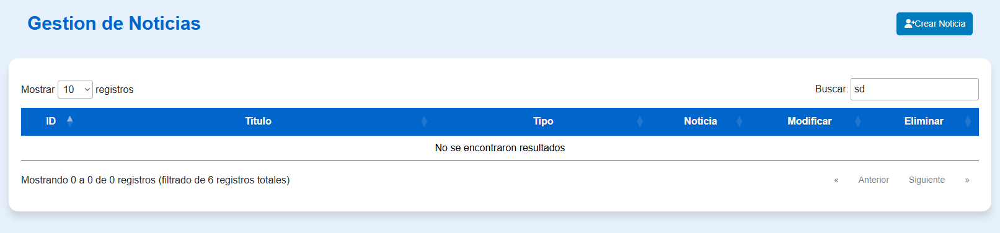 Gestion de Noticias
Crear Noticia
Mostrar 10 registros
Buscar: sd
ID Título Tipo Noticia Modificar Eliminar
No se encontraron resultados
Mostrando 0 a 0 de 0 registros (filtrado de 6 registros totales)
« Anterior Siguiente »